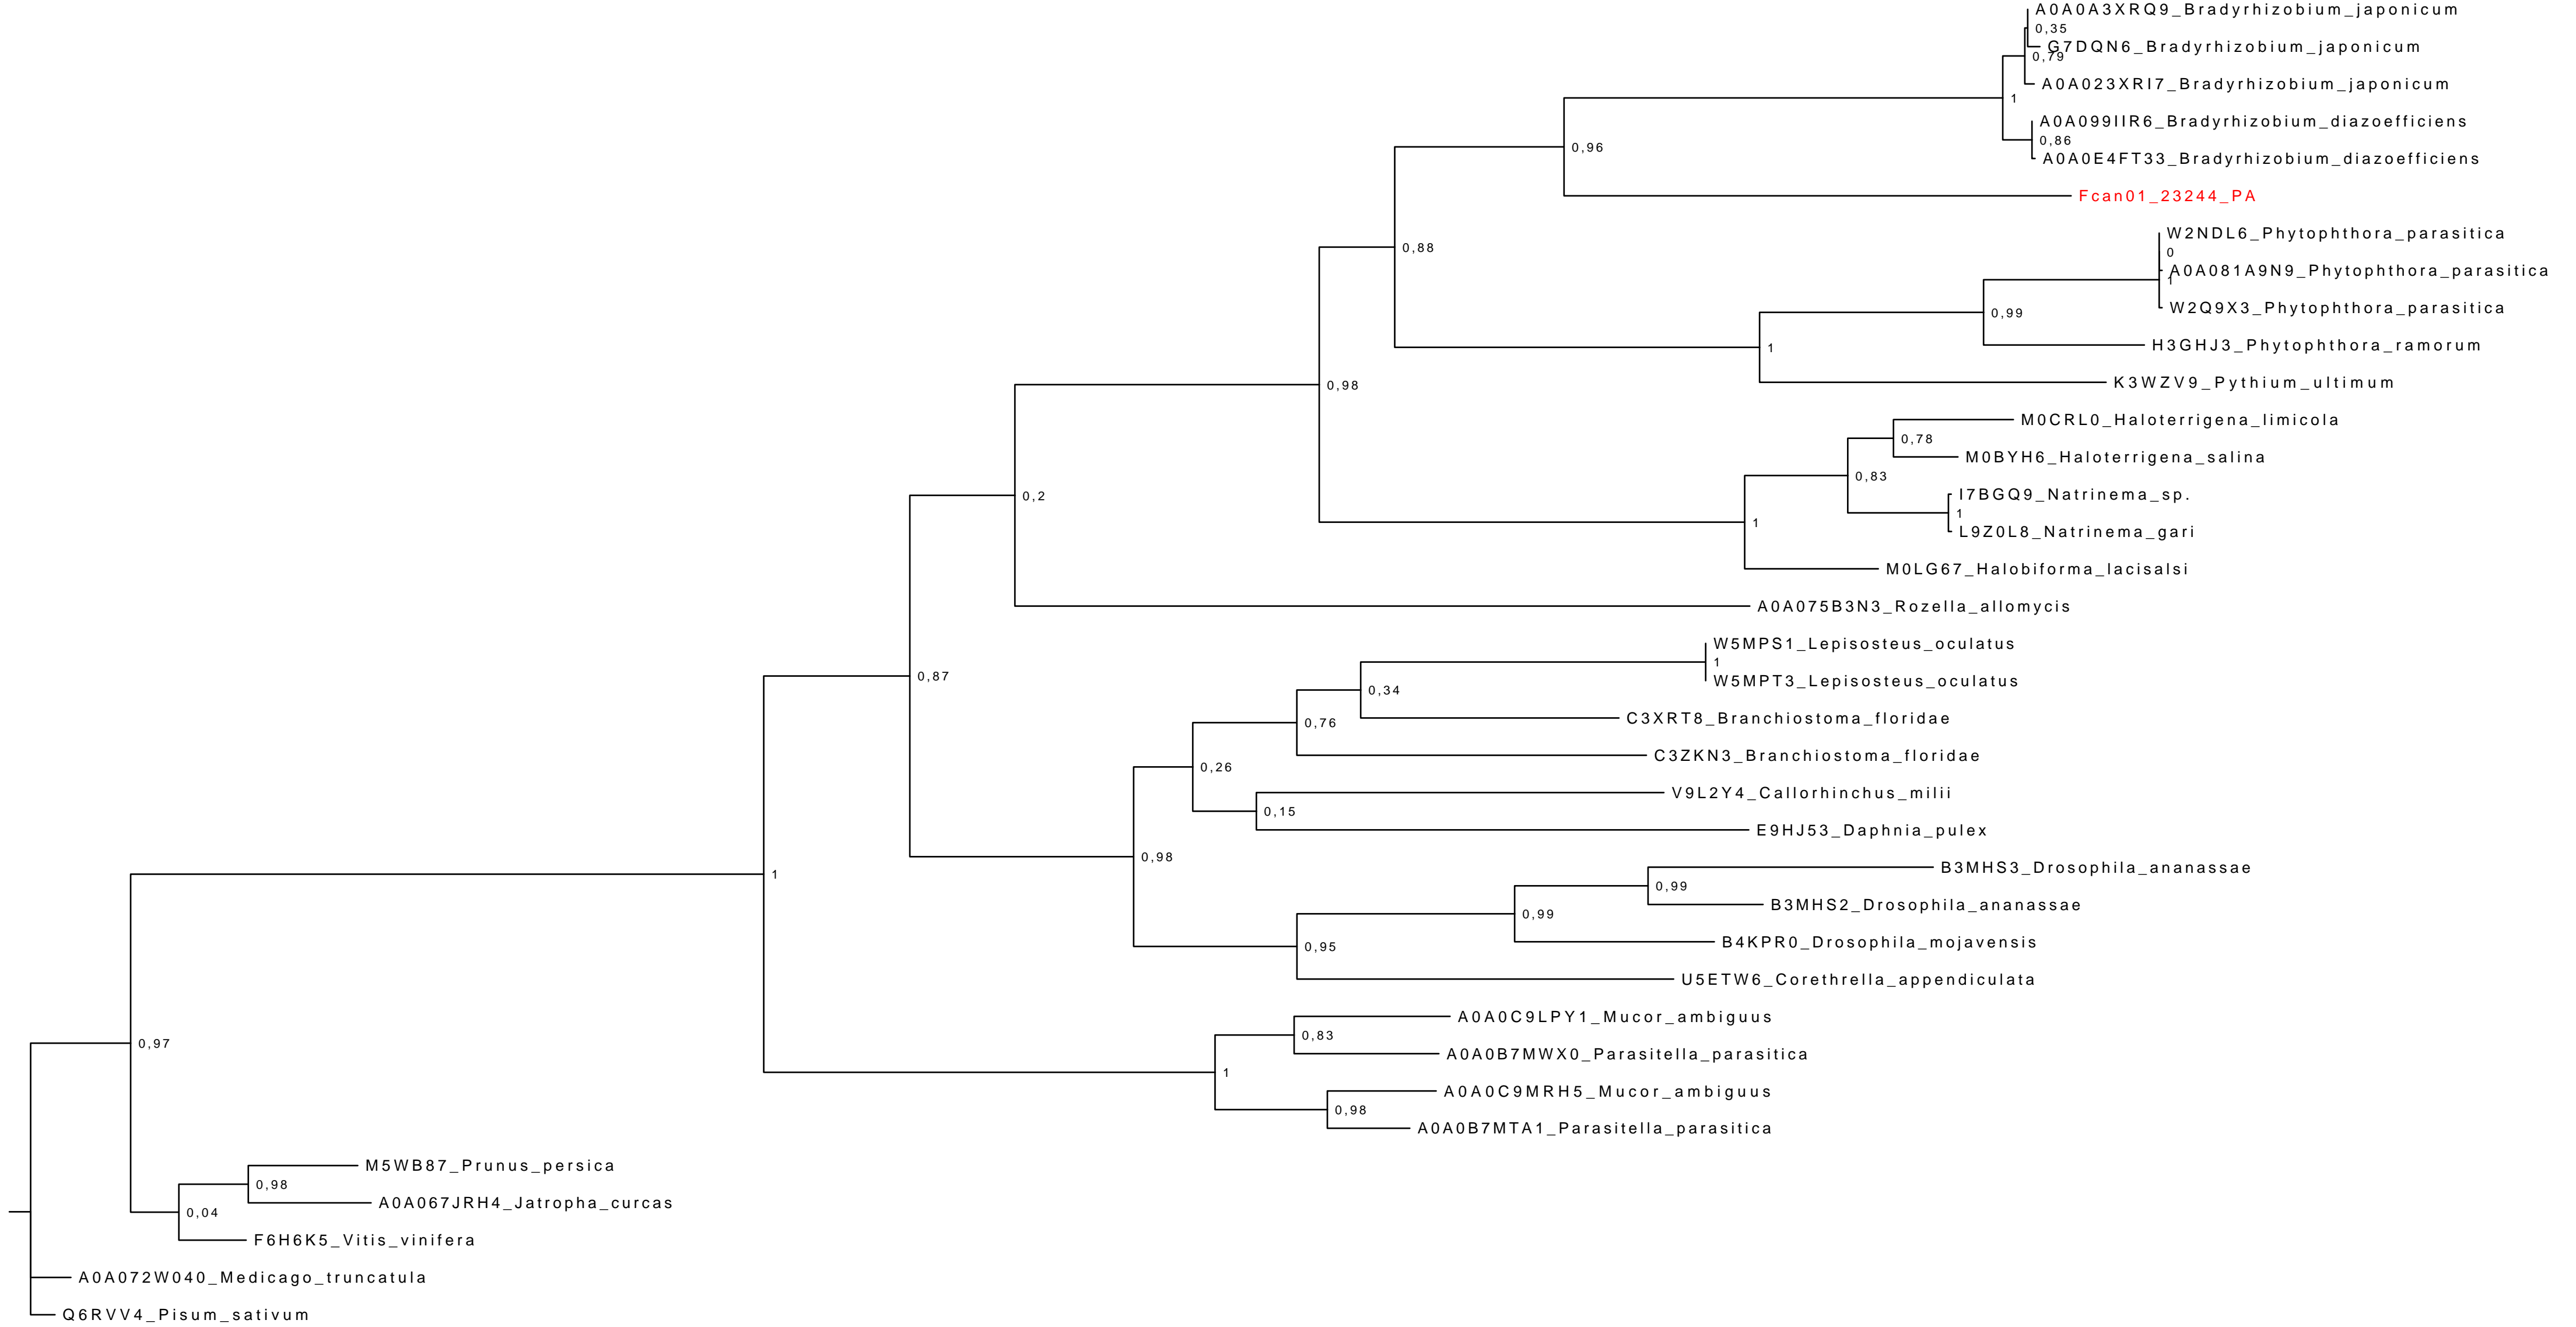 A0A0A3XRQ9_Bradyrhizobium_japonicum
0,35
G7DQN6_Bradyrhizobium_japonicum
0,79
A0A023XRI7_Bradyrhizobium_japonicum
1
A0A099IIR6_Bradyrhizobium_diazoefficiens
0,86
0,96
A0A0E4FT33_Bradyrhizobium_diazoefficiens
Fcan01_23244_PA
W2NDL6_Phytophthora_parasitica
0
0,88
A0A081A9N9_Phytophthora_parasitica
1
W2Q9X3_Phytophthora_parasitica
0,99
H3GHJ3_Phytophthora_ramorum
1
K3WZV9_Pythium_ultimum
0,98
M0CRL0_Haloterrigena_limicola
0,78
M0BYH6_Haloterrigena_salina
0,83
I7BGQ9_Natrinema_sp.
0,2
1
1
L9Z0L8_Natrinema_gari
M0LG67_Halobiforma_lacisalsi
A0A075B3N3_Rozella_allomycis
W5MPS1_Lepisosteus_oculatus
1
0,87
W5MPT3_Lepisosteus_oculatus
0,34
C3XRT8_Branchiostoma_floridae
0,76
C3ZKN3_Branchiostoma_floridae
0,26
V9L2Y4_Callorhinchus_milii
0,15
E9HJ53_Daphnia_pulex
0,98
B3MHS3_Drosophila_ananassae
1
0,99
B3MHS2_Drosophila_ananassae
0,99
B4KPR0_Drosophila_mojavensis
0,95
U5ETW6_Corethrella_appendiculata
A0A0C9LPY1_Mucor_ambiguus
0,83
0,97
A0A0B7MWX0_Parasitella_parasitica
1
A0A0C9MRH5_Mucor_ambiguus
0,98
A0A0B7MTA1_Parasitella_parasitica
M5WB87_Prunus_persica
0,98
A0A067JRH4_Jatropha_curcas
0,04
F6H6K5_Vitis_vinifera
A0A072W040_Medicago_truncatula
Q6RVV4_Pisum_sativum